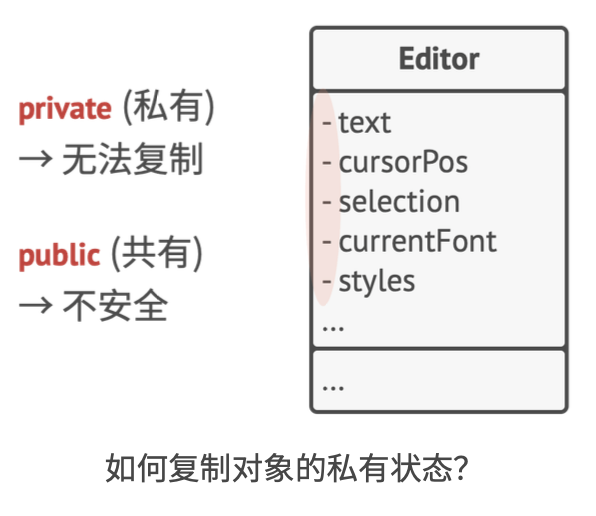 private (私有)
→ 无法复制
public (共有)
→ 不安全
Editor
- text
- cursorPos
- selection
- currentFont
- styles
...
...
如何复制对象的私有状态？